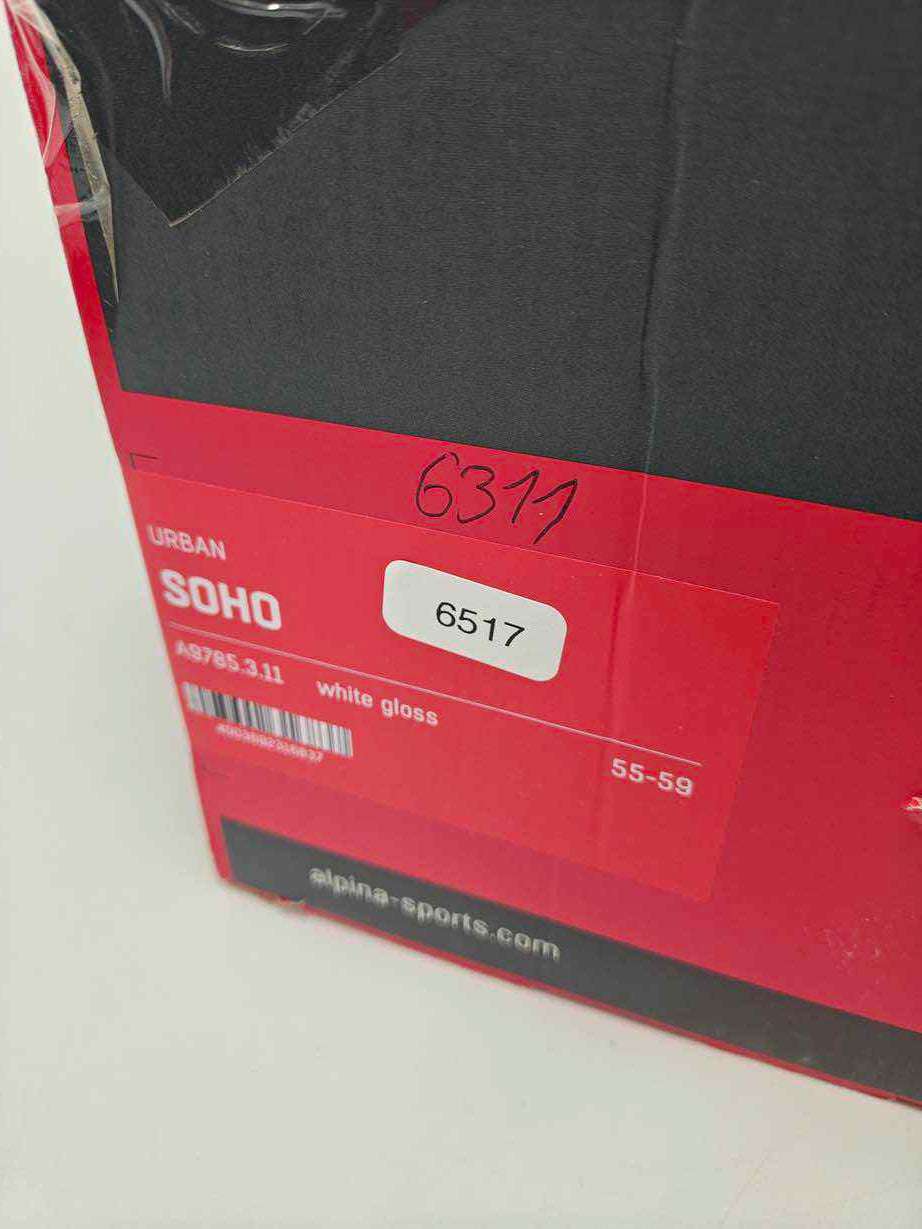 6311
URBAN
SOHO
6517
A9785.3.11 white gloss
55-59
alpina-sports.com